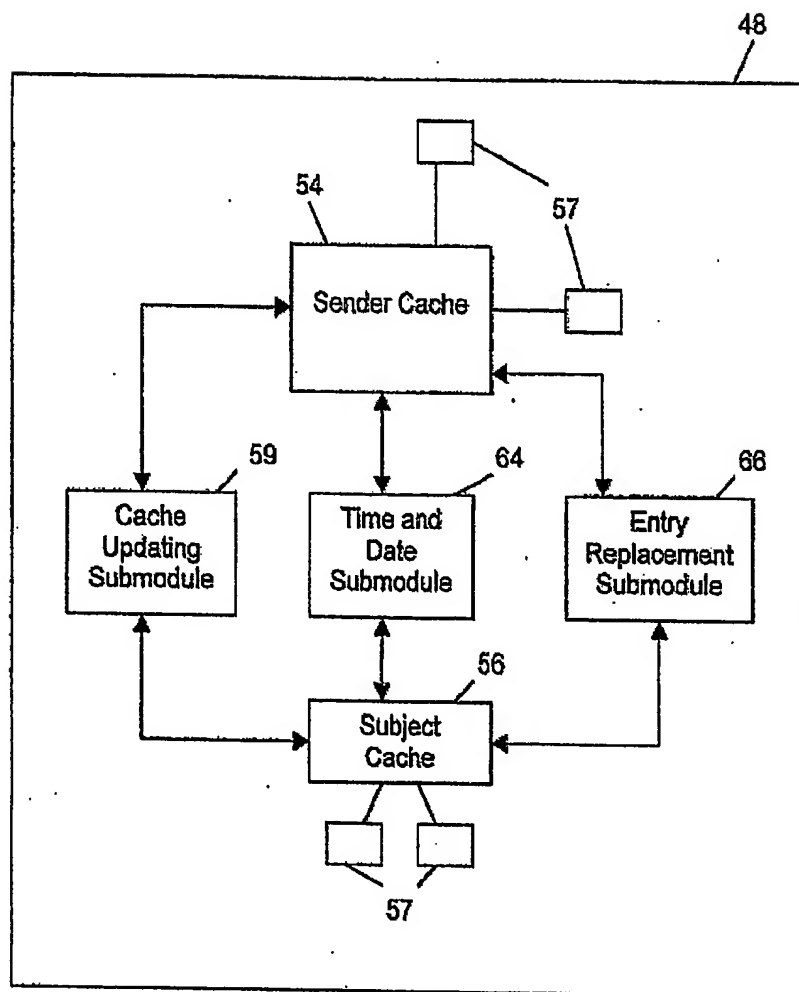 48
54
57
Sender Cache
59
64
66
Cache
Updating
Submodule
Time and
Date
Submodule
Entry
Replacement
Submodule
56
Subject
Cache
57